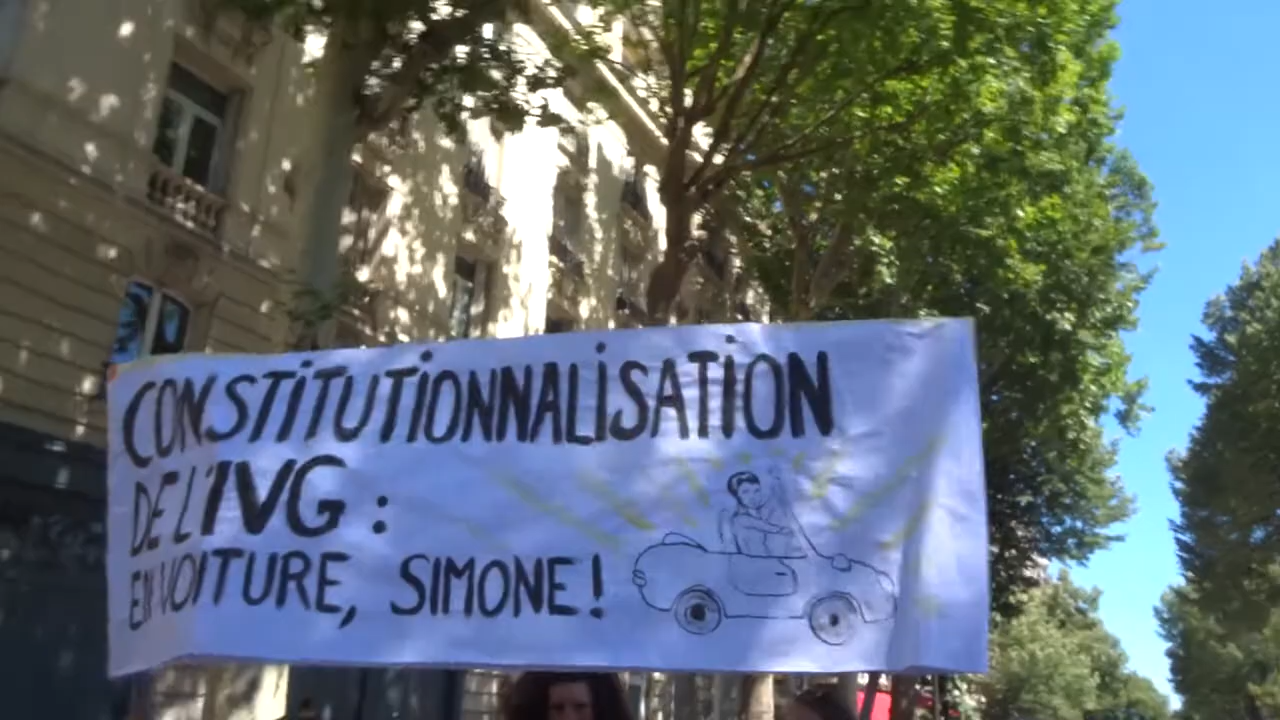 CONSTITUTIONNALISATION
DE L'IVG :
EN VOITURE, SIMONE !